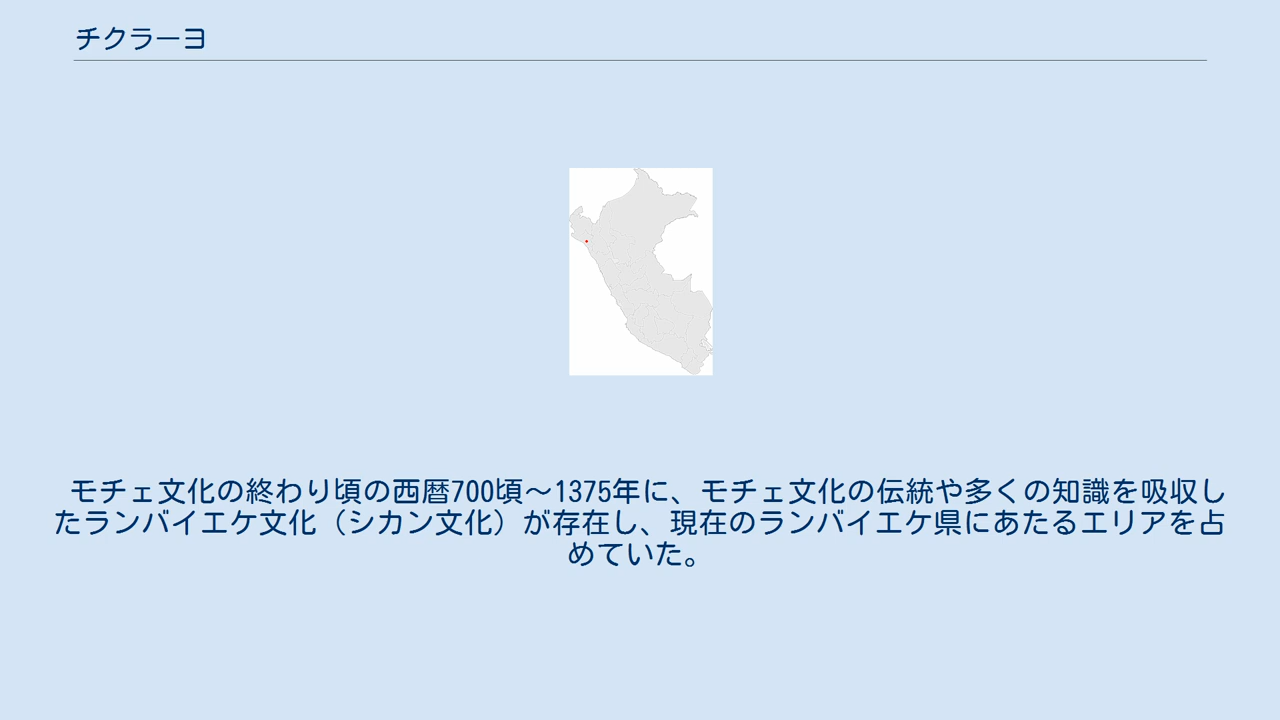 チクラーヨ
モチェ文化の終わり頃の西暦700頃〜1375年に、モチェ文化の伝統や多くの知識を吸収し
たランバイエケ文化（シカン文化）が存在し、現在のランバイエケ県にあたるエリアを占
めていた。